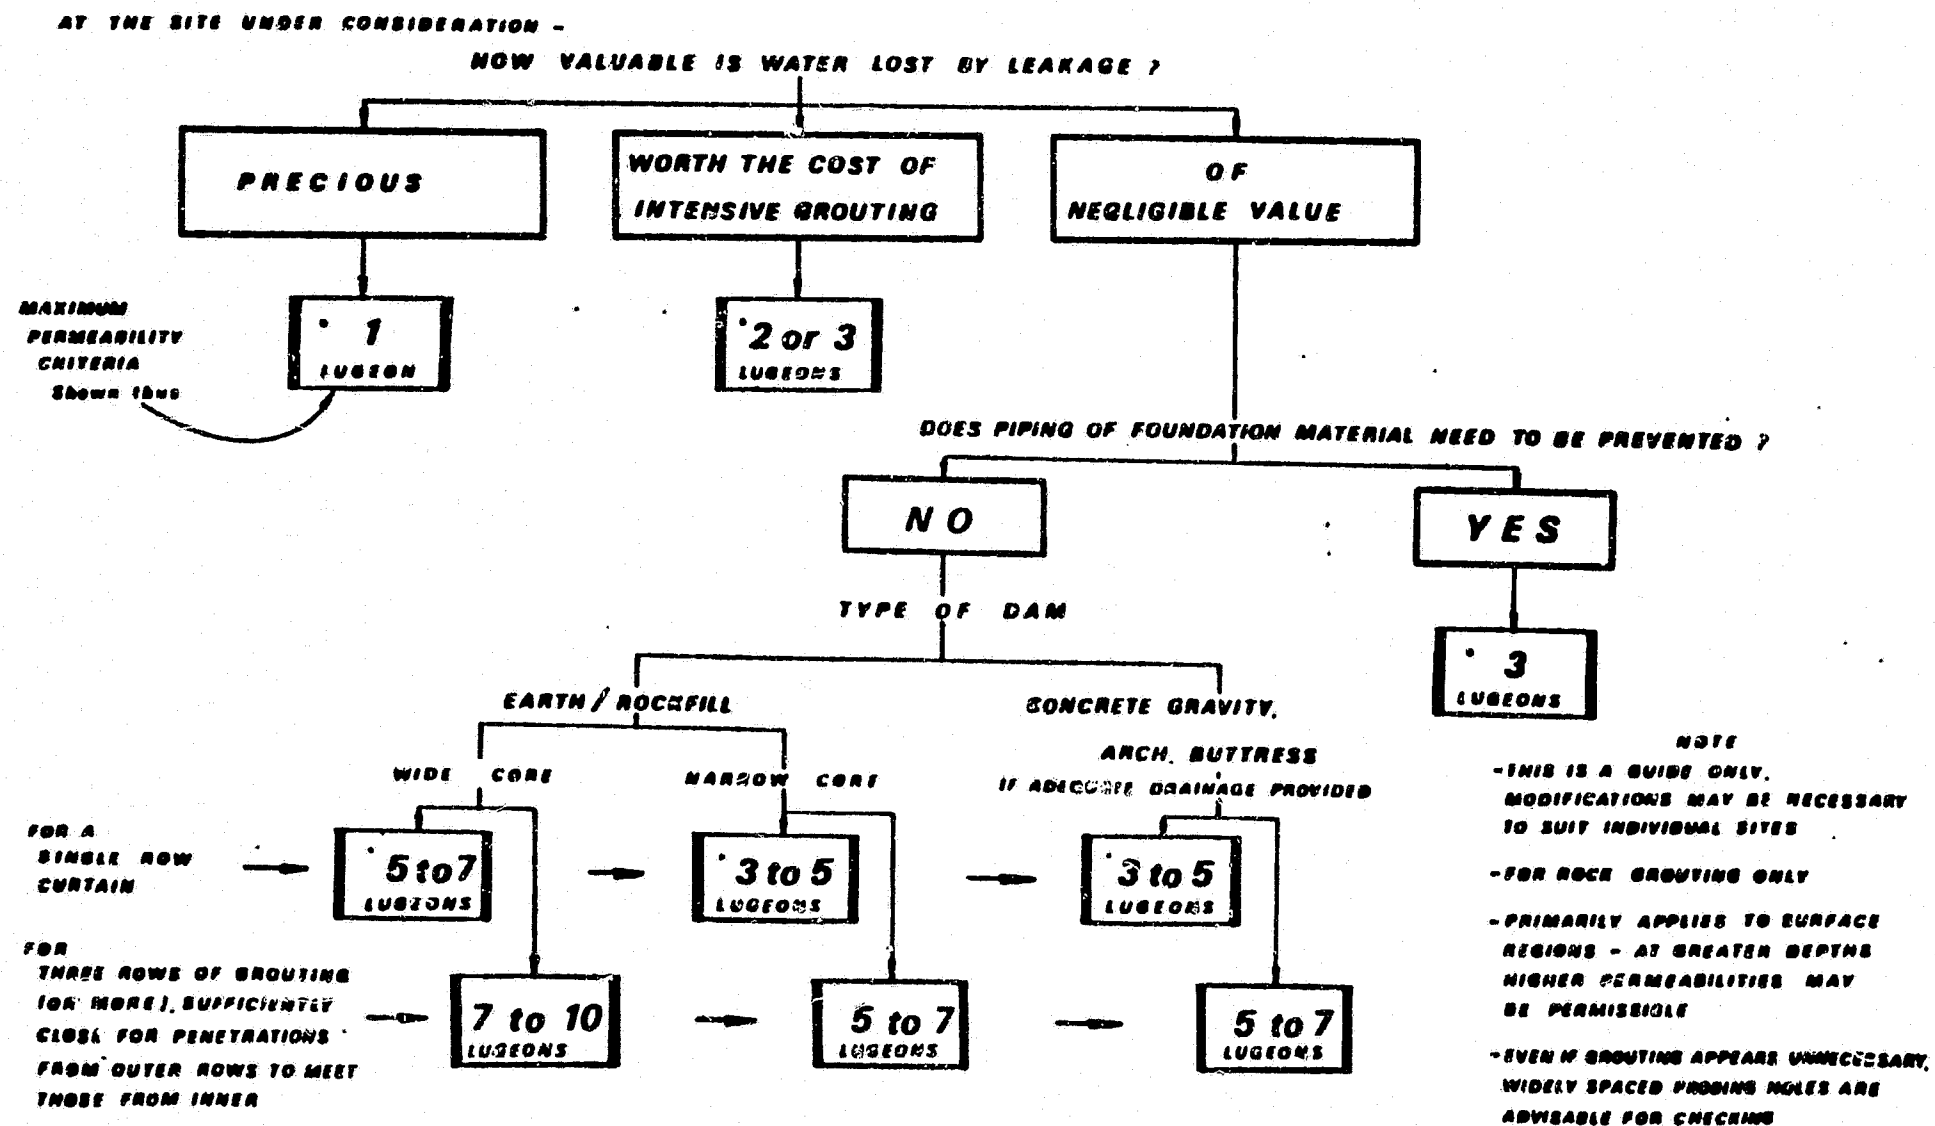 AT THE SITE UNDER CONSIDERATION -
HOW VALUABLE IS WATER LOST BY LEAKAGE ?
PRECIOUS
WORTH THE COST OF
INTENSIVE GROUTING
OF
NEGLIGIBLE VALUE
MAXIMUM
PERMEABILITY
CRITERIA
Shown thus
1
LUGEON
2 or 3
LUGEONS
DOES PIPING OF FOUNDATION MATERIAL NEED TO BE PREVENTED ?
NO
YES
TYPE OF DAM
3
LUGEONS
EARTH / ROCKFILL
CONCRETE GRAVITY,
ARCH, BUTTRESS
IF ADEQUATE DRAINAGE PROVIDED
WIDE CORE
NARROW CORE
FOR A
SINGLE ROW
CURTAIN
5 to 7
LUGEONS
3 to 5
LUGEONS
3 to 5
LUGEONS
FOR
THREE ROWS OF GROUTING
(OR MORE), SUFFICIENTLY
CLOSE FOR PENETRATIONS
FROM OUTER ROWS TO MEET
THOSE FROM INNER
7 to 10
LUGEONS
5 to 7
LUGEONS
5 to 7
LUGEONS
NOTE
- THIS IS A GUIDE ONLY,
MODIFICATIONS MAY BE NECESSARY
TO SUIT INDIVIDUAL SITES
- FOR ROCK GROUTING ONLY
- PRIMARILY APPLIES TO SURFACE
REGIONS - AT GREATER DEPTHS
HIGHER PERMEABILITIES MAY
BE PERMISSIBLE
- EVEN IF GROUTING APPEARS UNNECESSARY,
WIDELY SPACED PROBING HOLES ARE
ADVISABLE FOR CHECKING